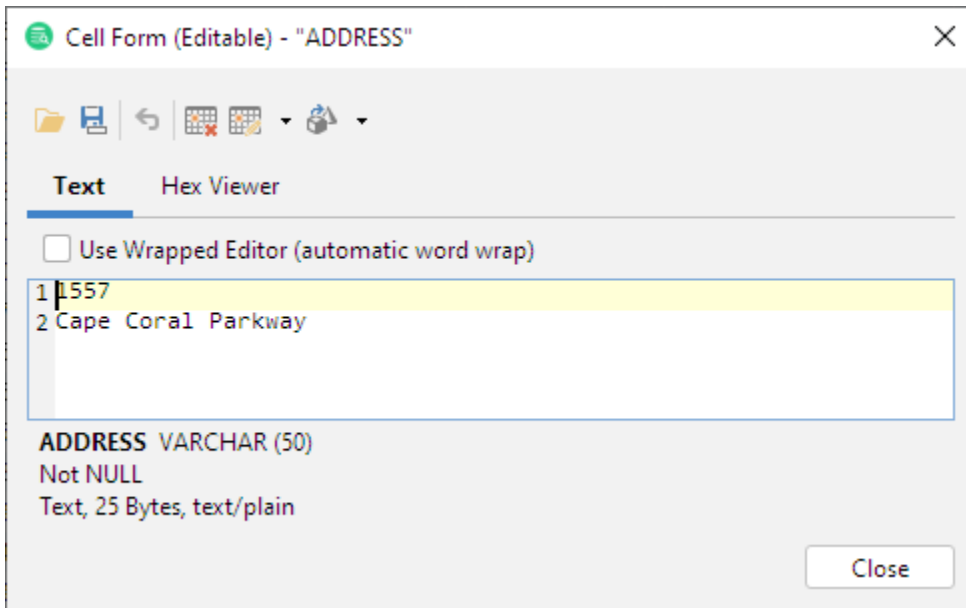 Cell Form (Editable) - "ADDRESS"
Text Hex Viewer
Use Wrapped Editor (automatic word wrap)
1 1557
2 Cape Coral Parkway
ADDRESS VARCHAR (50)
Not NULL
Text, 25 Bytes, text/plain
Close